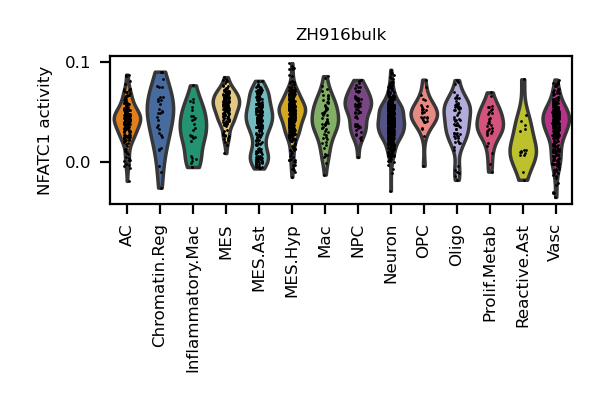 ZH916bulk
NFATC1 activity
0.1
0.0
AC
Chromatin.Reg
Inflammatory.Mac
MES
MES.Ast
MES.Hyp
Mac
NPC
Neuron
OPC
Oligo
Prolif.Metab
Reactive.Ast
Vasc